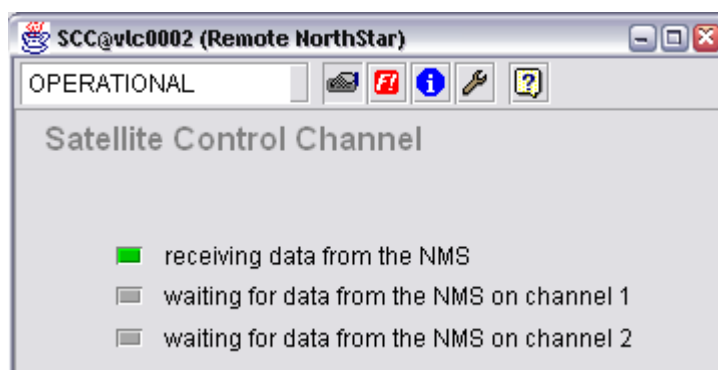 SCC@vlc0002 (Remote NorthStar)
OPERATIONAL
F! i ?
Satellite Control Channel
receiving data from the NMS
waiting for data from the NMS on channel 1
waiting for data from the NMS on channel 2